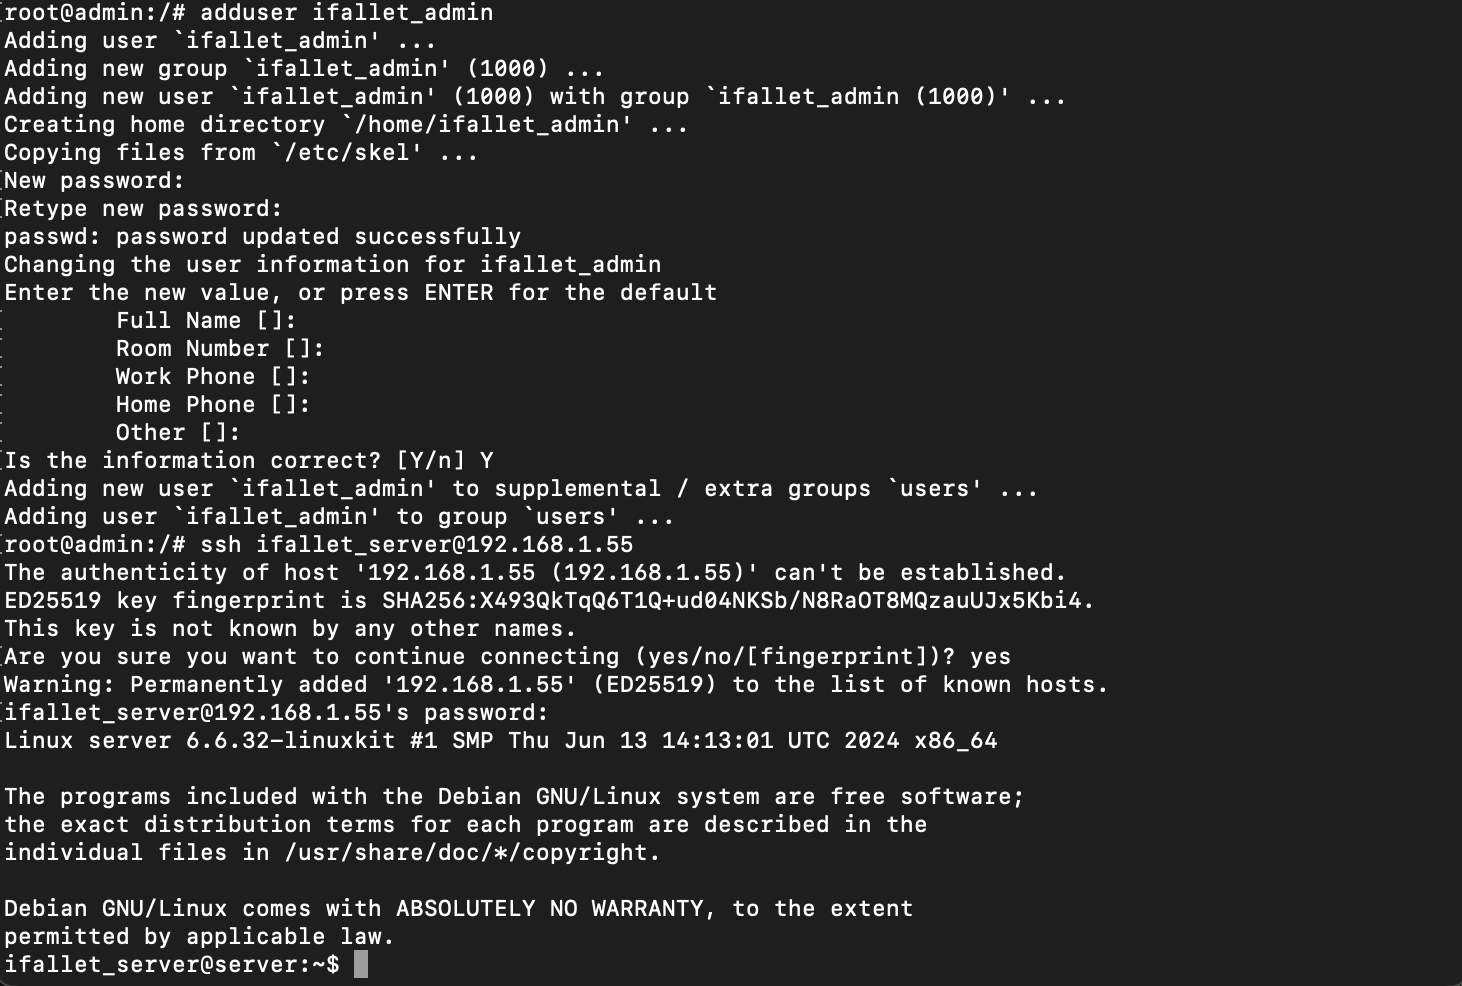 root@admin:/# adduser ifallet_admin
Adding user `ifallet_admin' ...
Adding new group `ifallet_admin' (1000) ...
Adding new user `ifallet_admin' (1000) with group `ifallet_admin (1000)' ...
Creating home directory `/home/ifallet_admin' ...
Copying files from `/etc/skel' ...
New password:
Retype new password:
passwd: password updated successfully
Changing the user information for ifallet_admin
Enter the new value, or press ENTER for the default
Full Name []:
Room Number []:
Work Phone []:
Home Phone []:
Other []:
Is the information correct? [Y/n] Y
Adding new user `ifallet_admin' to supplemental / extra groups `users' ...
Adding user `ifallet_admin' to group `users' ...
root@admin:/# ssh ifallet_server@192.168.1.55
The authenticity of host '192.168.1.55 (192.168.1.55)' can't be established.
ED25519 key fingerprint is SHA256:X493QkTqQ6T1Q+ud04NKSb/N8RaOT8MQzauUJx5Kbi4.
This key is not known by any other names.
Are you sure you want to continue connecting (yes/no/[fingerprint])? yes
Warning: Permanently added '192.168.1.55' (ED25519) to the list of known hosts.
ifallet_server@192.168.1.55's password:
Linux server 6.6.32-linuxkit #1 SMP Thu Jun 13 14:13:01 UTC 2024 x86_64
The programs included with the Debian GNU/Linux system are free software;
the exact distribution terms for each program are described in the
individual files in /usr/share/doc/*/copyright.
Debian GNU/Linux comes with ABSOLUTELY NO WARRANTY, to the extent
permitted by applicable law.
ifallet_server@server:~$